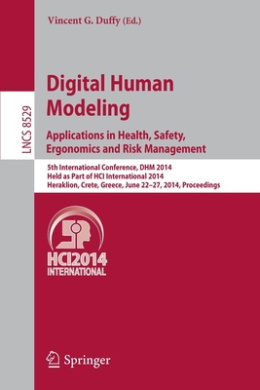 Vincent G. Duffy (Ed.)
LNCS 8529
Digital Human
Modeling
Applications in Health, Safety,
Ergonomics and Risk Management
5th International Conference, DHM 2014
Held as Part of HCI International 2014
Heraklion, Crete, Greece, June 22–27, 2014, Proceedings
HCI2014
INTERNATIONAL
Springer